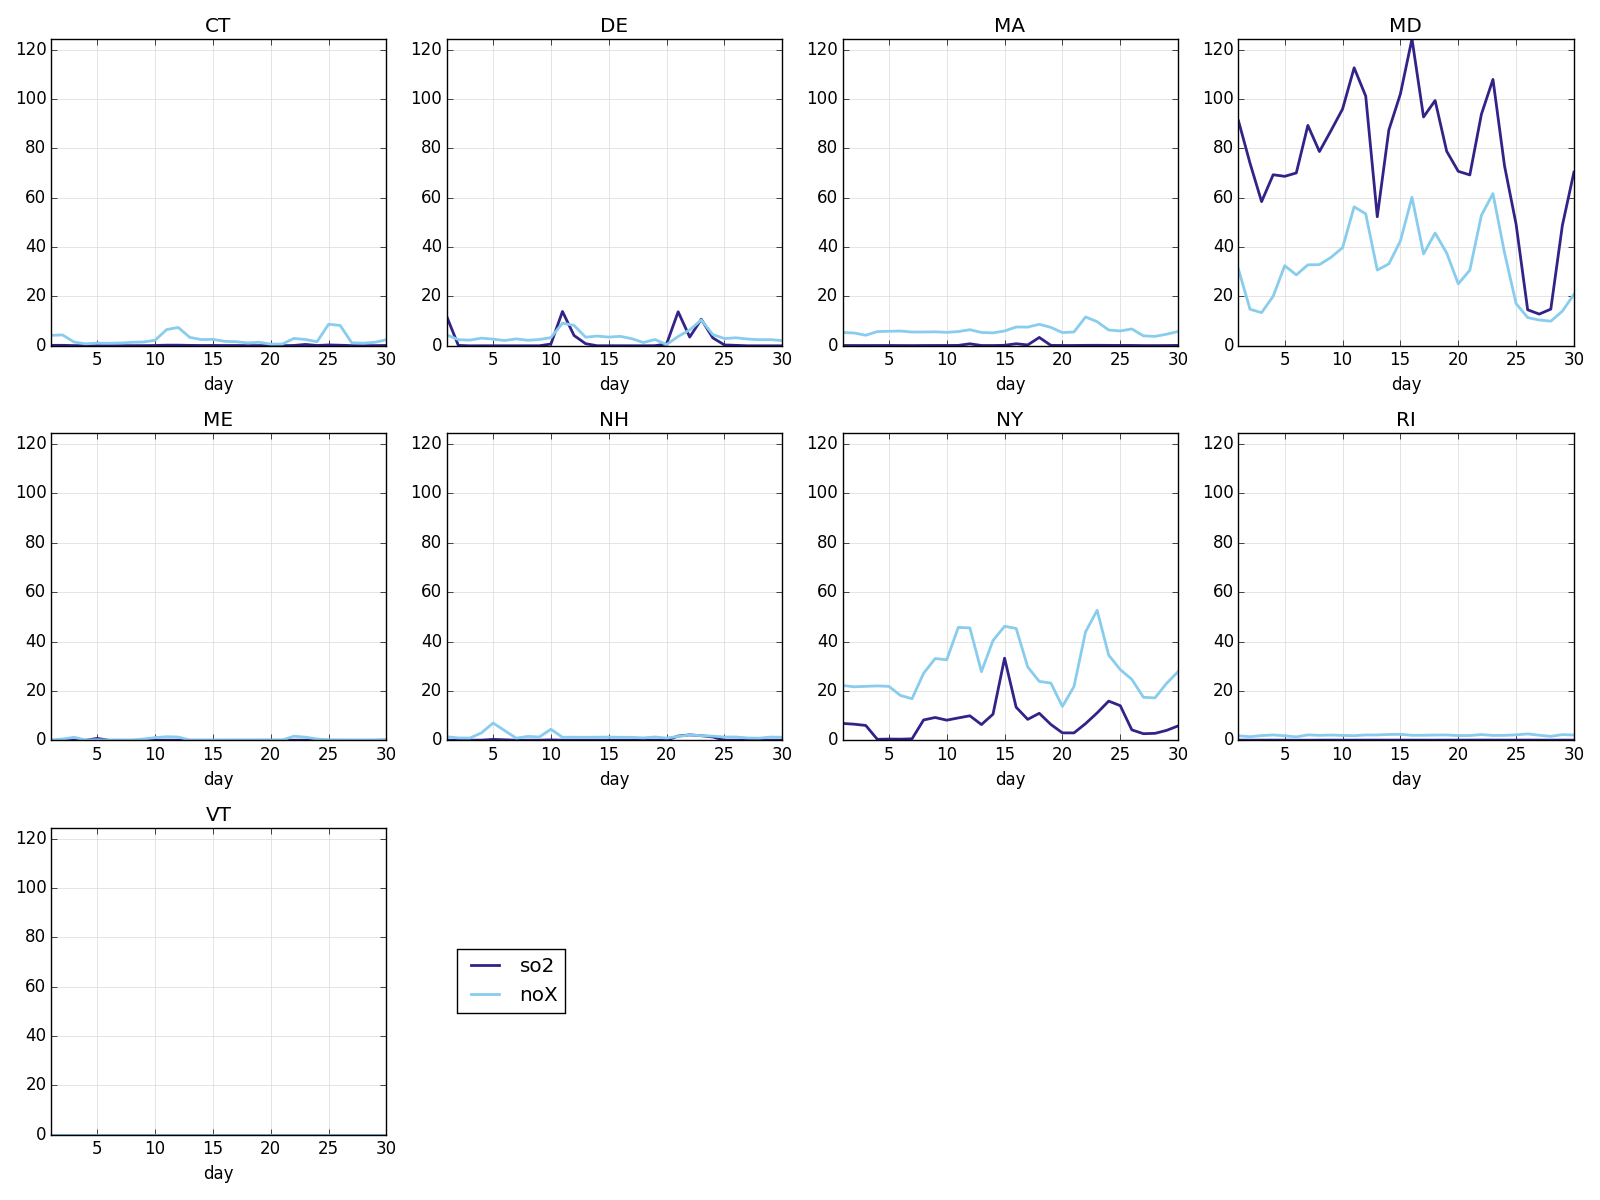 CT DE MA MD
120 120 120 120
100 100 100 100
80 80 80 80
60 60 60 60
40 40 40 40
20 20 20 20
0 0 0 0
5 10 15 20 25 30 5 10 15 20 25 30 5 10 15 20 25 30 5 10 15 20 25 30
day day day day
ME NH NY RI
120 120 120 120
100 100 100 100
80 80 80 80
60 60 60 60
40 40 40 40
20 20 20 20
0 0 0 0
5 10 15 20 25 30 5 10 15 20 25 30 5 10 15 20 25 30 5 10 15 20 25 30
day day day day
VT
120
100
80
60
40
20
0
5 10 15 20 25 30
day
so2
noX